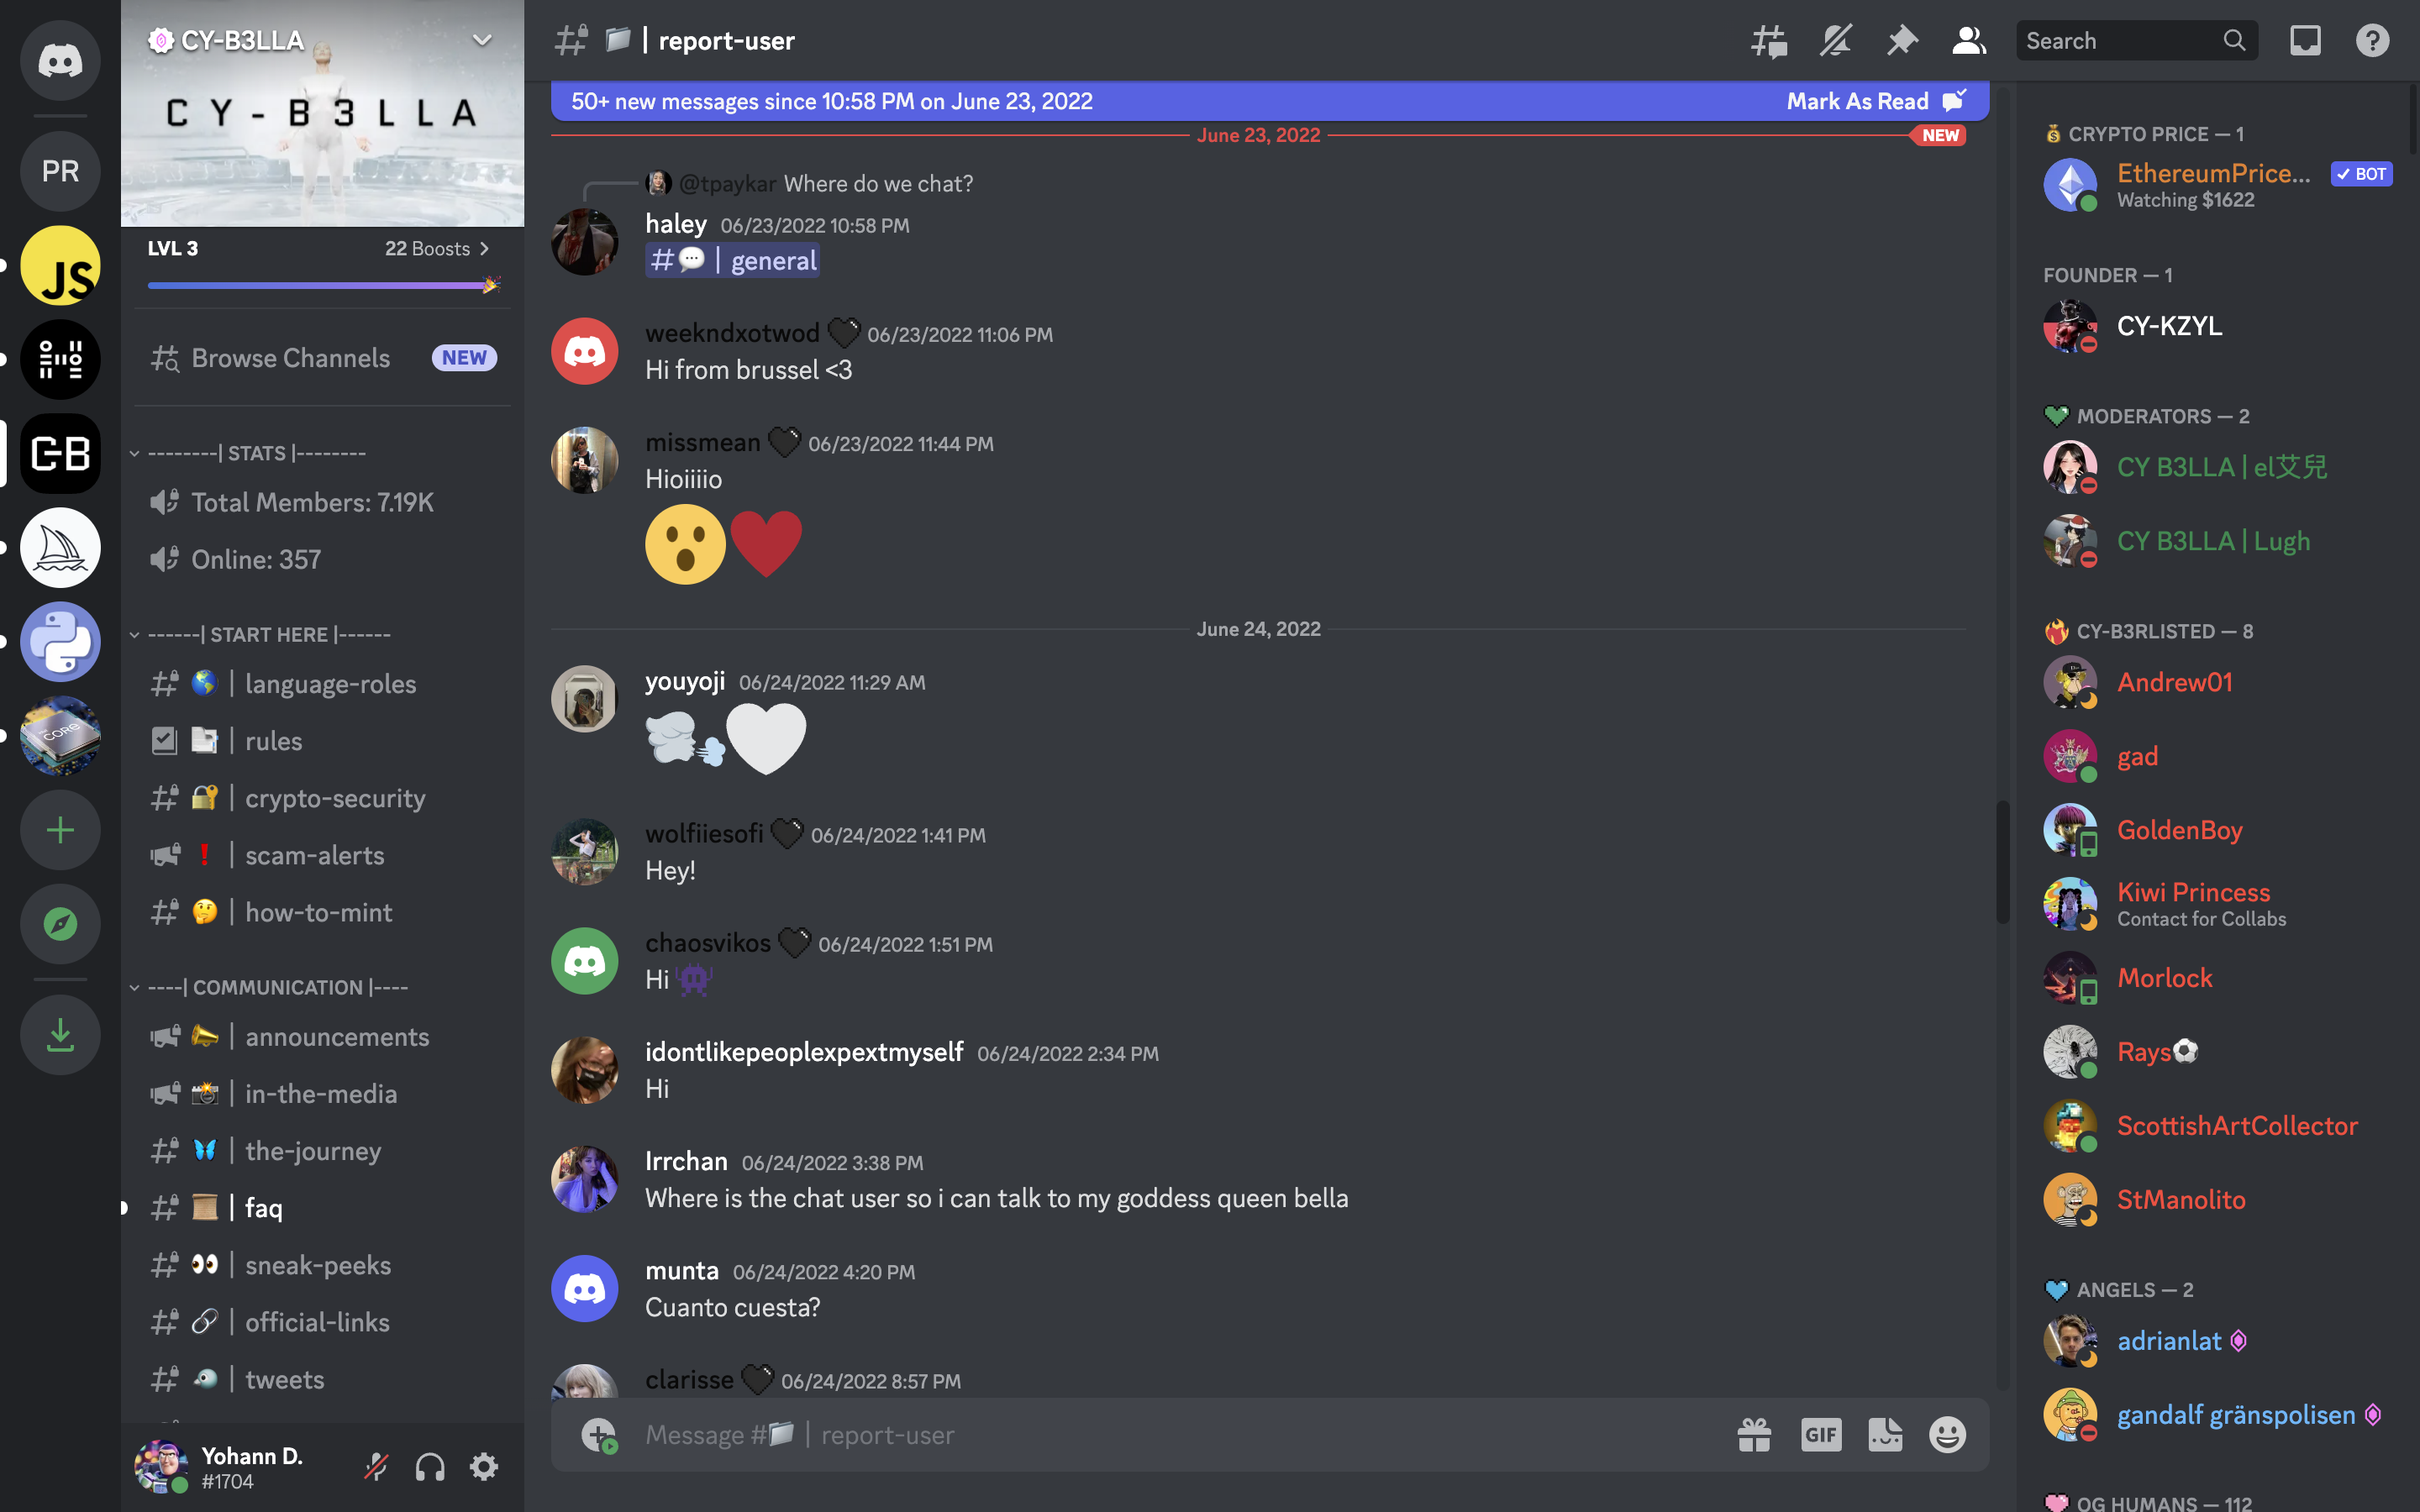 PR
JS
CORE
CY-B3LLA
CY-B3LLA
LVL 3
22 Boosts
Browse Channels
NEW
--------| STATS |--------
Total Members: 7.19K
Online: 357
------| START HERE |------
| language-roles
| rules
| crypto-security
❗ | scam-alerts
| how-to-mint
----| COMMUNICATION |----
| announcements
| in-the-media
| the-journey
| faq
| sneak-peeks
| official-links
| tweets
Yohann D.
#1704
| report-user
Search
50+ new messages since 10:58 PM on June 23, 2022
Mark As Read
June 23, 2022
NEW
@tpaykar Where do we chat?
haley 06/23/2022 10:58 PM
# | general
weekndxotwod 06/23/2022 11:06 PM
Hi from brussel <3
missmean 06/23/2022 11:44 PM
Hioiiiio
June 24, 2022
youyoji 06/24/2022 11:29 AM
wolfiiesofi 06/24/2022 1:41 PM
Hey!
chaosvikos 06/24/2022 1:51 PM
Hi
idontlikepeoplexpextmyself 06/24/2022 2:34 PM
Hi
Irrchan 06/24/2022 3:38 PM
Where is the chat user so i can talk to my goddess queen bella
munta 06/24/2022 4:20 PM
Cuanto cuesta?
clarisse 06/24/2022 8:57 PM
Message # | report-user
GIF
CRYPTO PRICE — 1
EthereumPrice... BOT
Watching $1622
FOUNDER — 1
CY-KZYL
MODERATORS — 2
CY B3LLA | el艾兒
CY B3LLA | Lugh
CY-B3RLISTED — 8
Andrew01
gad
GoldenBoy
Kiwi Princess
Contact for Collabs
Morlock
Rays
ScottishArtCollector
StManolito
ANGELS — 2
adrianlat
gandalf gränspolisen
OG HUMANS — 112